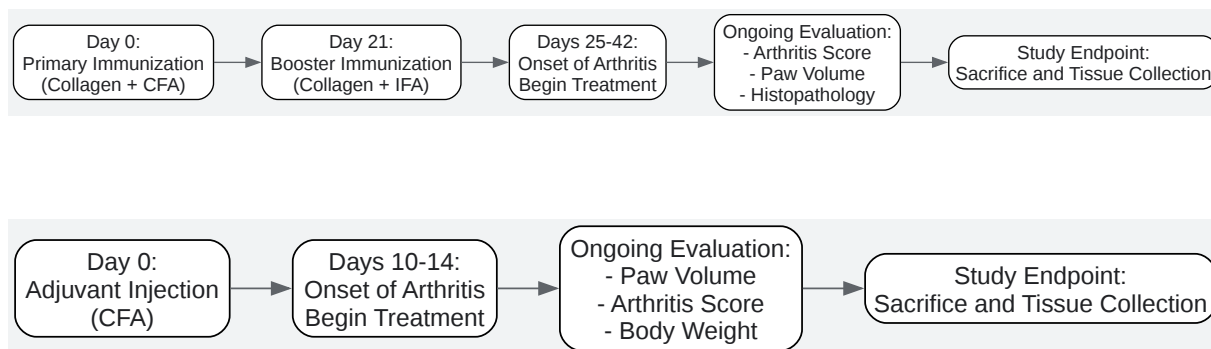 Day 0:
Primary Immunization
(Collagen + CFA)
Day 21:
Booster Immunization
(Collagen + IFA)
Days 25-42:
Onset of Arthritis
Begin Treatment
Ongoing Evaluation:
- Arthritis Score
- Paw Volume
- Histopathology
Study Endpoint:
Sacrifice and Tissue Collection
Day 0:
Adjuvant Injection
(CFA)
Days 10-14:
Onset of Arthritis
Begin Treatment
Ongoing Evaluation:
- Paw Volume
- Arthritis Score
- Body Weight
Study Endpoint:
Sacrifice and Tissue Collection